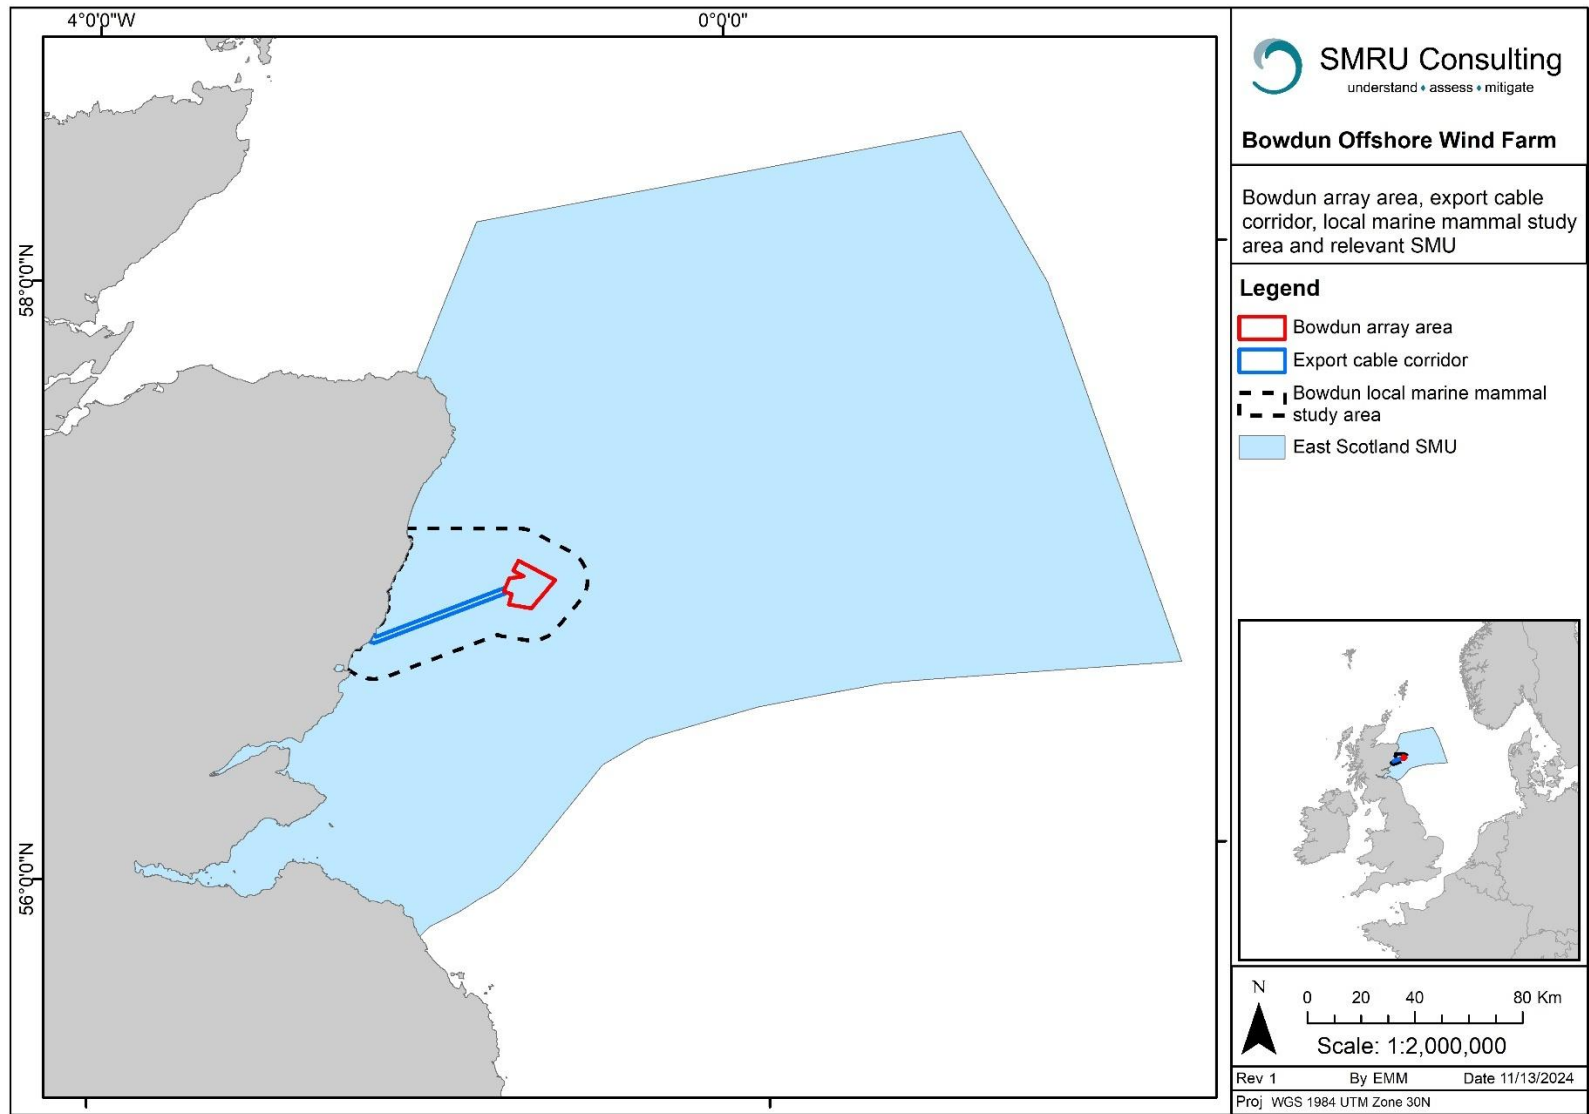 4°0'0"W
0°0'0"
58°0'0"N
56°0'0"N
SMRU Consulting
understand ♦ assess ♦ mitigate
Bowdun Offshore Wind Farm
Bowdun array area, export cable
corridor, local marine mammal study
area and relevant SMU
Legend
Bowdun array area
Export cable corridor
Bowdun local marine mammal
study area
East Scotland SMU
N
0 20 40 80 Km
Scale: 1:2,000,000
Rev 1 By EMM Date 11/13/2024
Proj WGS 1984 UTM Zone 30N